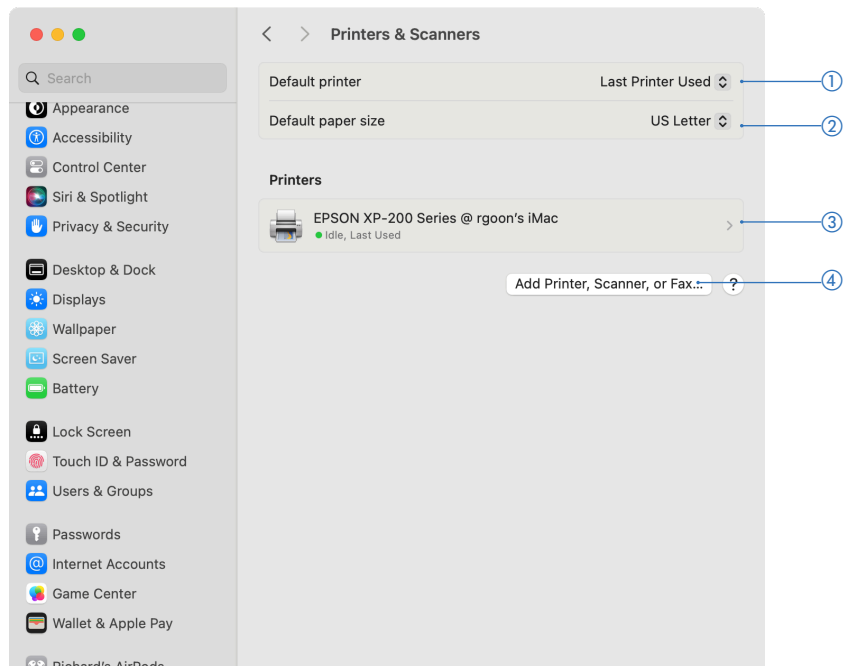 Printers & Scanners
Search
Appearance
Accessibility
Control Center
Siri & Spotlight
Privacy & Security
Desktop & Dock
Displays
Wallpaper
Screen Saver
Battery
Lock Screen
Touch ID & Password
Users & Groups
Passwords
Internet Accounts
Game Center
Wallet & Apple Pay
Richard's AirPods
Default printer Last Printer Used ①
Default paper size US Letter ②
Printers
EPSON XP-200 Series @ rgoon's iMac ③
Idle, Last Used
Add Printer, Scanner, or Fax... ? ④